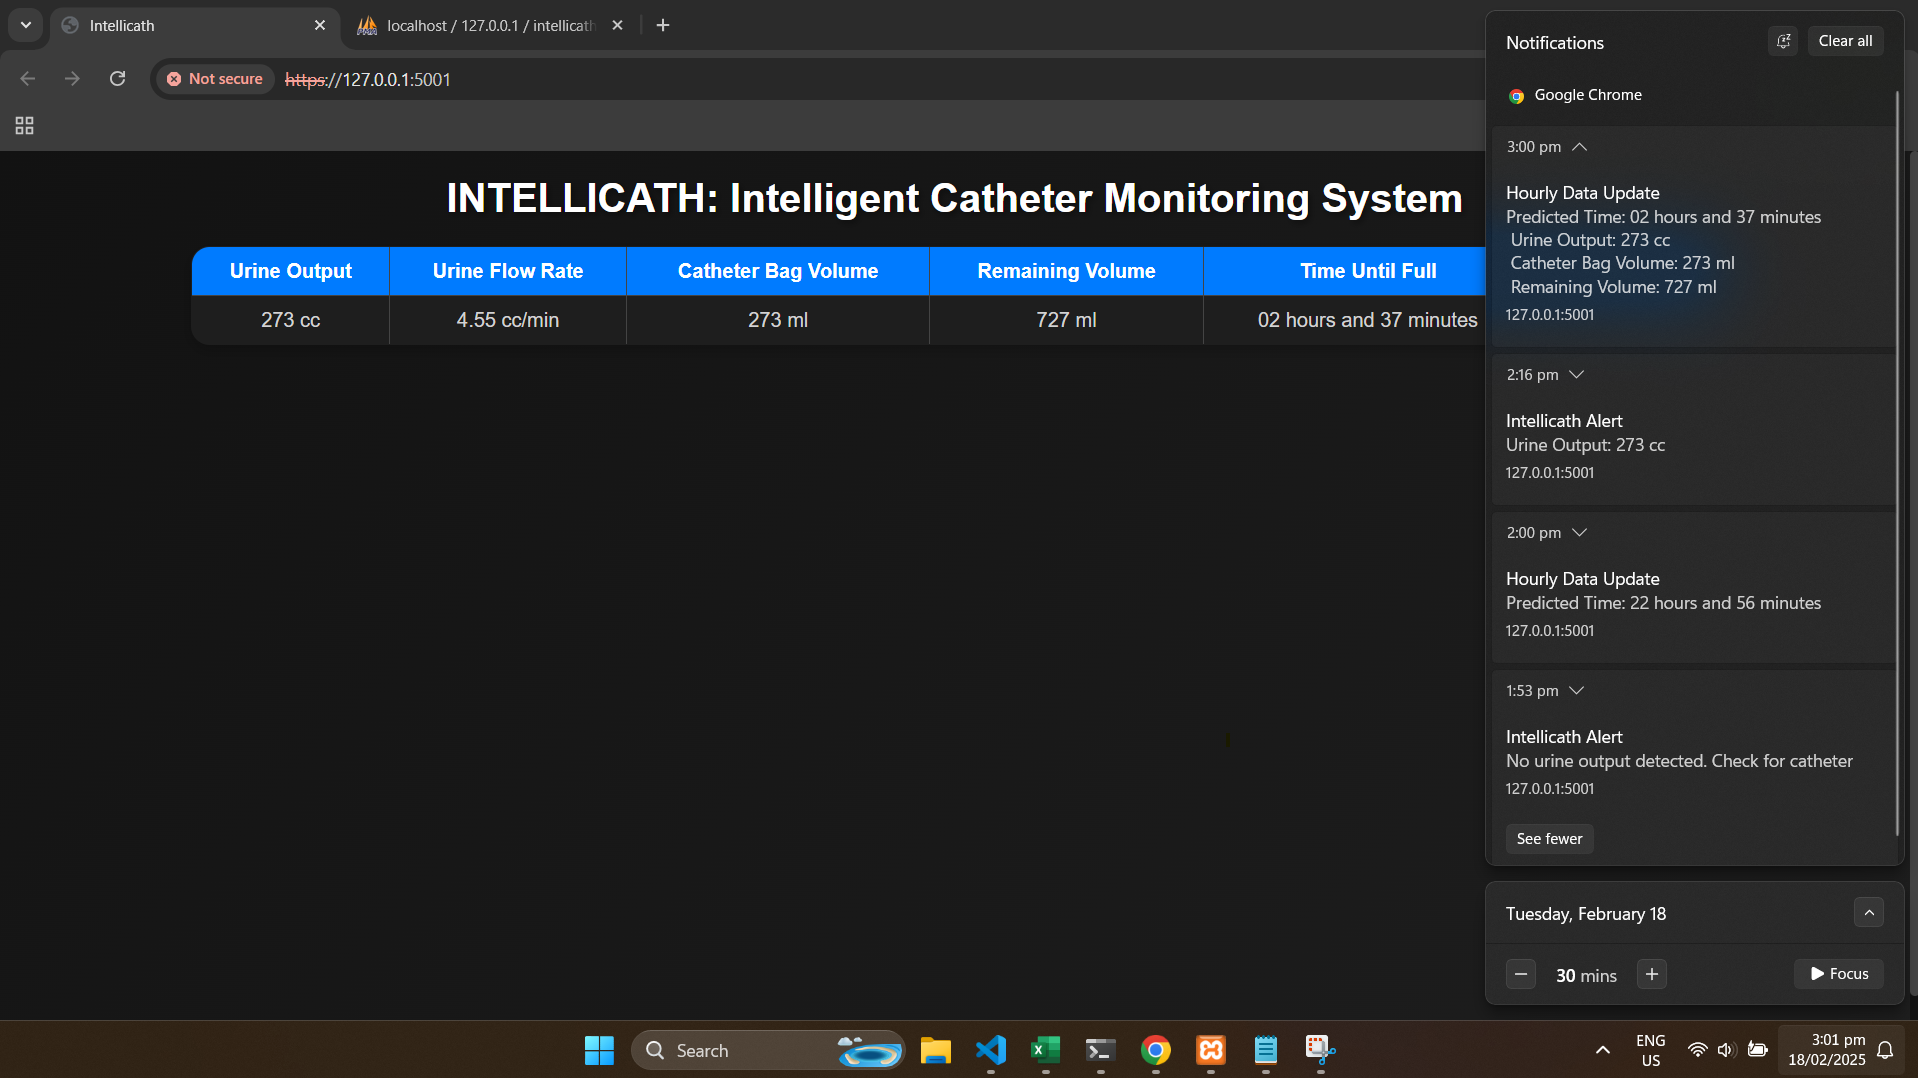 Intellicath
localhost / 127.0.0.1 / intellicath
Not secure
https://127.0.0.1:5001
INTELLICATH: Intelligent Catheter Monitoring System
Urine Output Urine Flow Rate Catheter Bag Volume Remaining Volume Time Until Full
273 cc 4.55 cc/min 273 ml 727 ml 02 hours and 37 minutes
Notifications
Clear all
Google Chrome
3:00 pm
Hourly Data Update
Predicted Time: 02 hours and 37 minutes
Urine Output: 273 cc
Catheter Bag Volume: 273 ml
Remaining Volume: 727 ml
127.0.0.1:5001
2:16 pm
Intellicath Alert
Urine Output: 273 cc
127.0.0.1:5001
2:00 pm
Hourly Data Update
Predicted Time: 22 hours and 56 minutes
127.0.0.1:5001
1:53 pm
Intellicath Alert
No urine output detected. Check for catheter
127.0.0.1:5001
See fewer
Tuesday, February 18
30 mins
Focus
Search
ENG
US
3:01 pm
18/02/2025